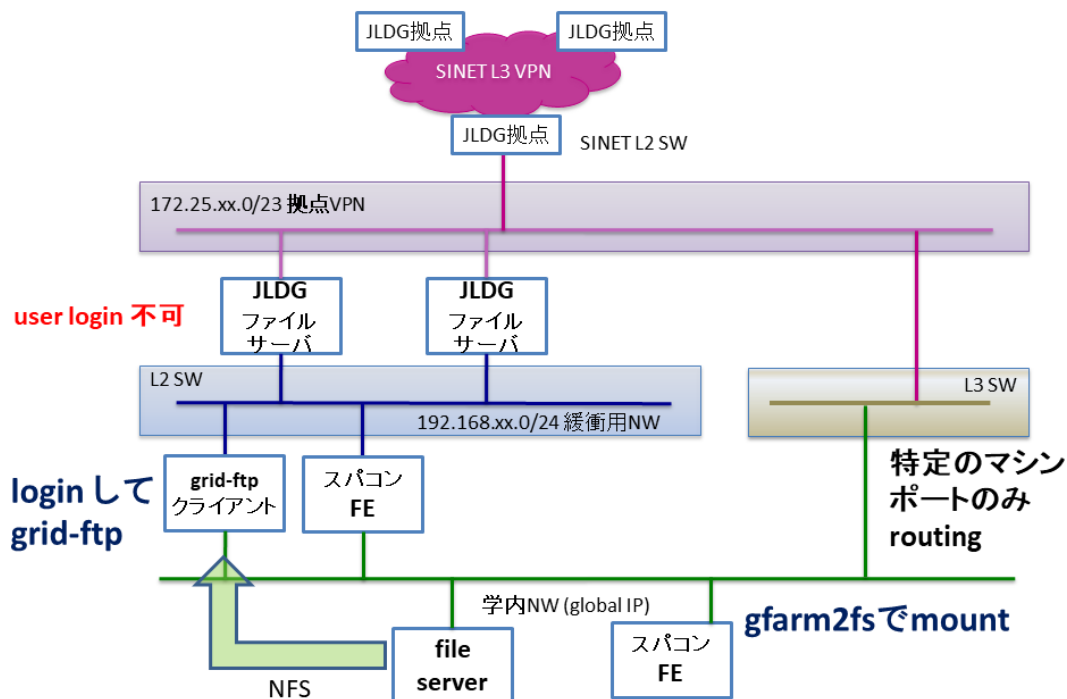 JLDG拠点
JLDG拠点
SINET L3 VPN
JLDG拠点
SINET L2 SW
172.25.xx.0/23 拠点VPN
JLDG
ファイル
サーバ
JLDG
ファイル
サーバ
user login 不可
L2 SW
192.168.xx.0/24 緩衝用NW
L3 SW
login して
grid-ftp
grid-ftp
クライアント
スパコン
FE
特定のマシン
ポートのみ
routing
学内NW (global IP)
gfarm2fsでmount
file
server
スパコン
FE
NFS